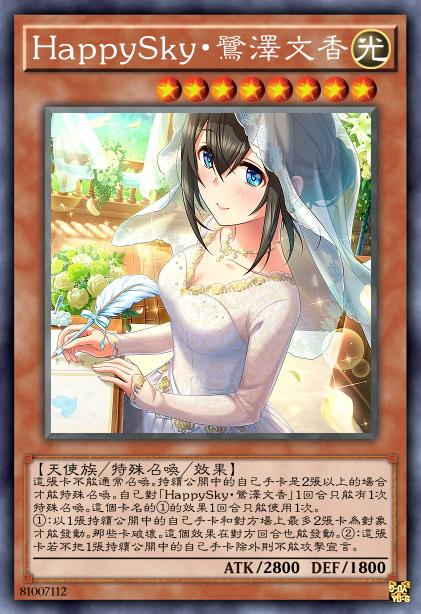 HappySky•鷺澤文香 光
【天使族/特殊召喚/效果】
這張卡不能通常召喚。持續公開中的自己手卡是2張以上的場合
才能特殊召喚。自己對「HappySky•鷺澤文香」1回合只能有1次
特殊召喚。這個卡名的①的效果1回合只能使用1次。
①:以1張持續公開中的自己手卡和對方場上最多2張卡為對象
才能發動。那些卡破壞。這個效果在對方回合也能發動。②:這張
卡若不把1張持續公開中的自己手卡除外則不能攻擊宣言。
ATK/2800 DEF/1800
81007112